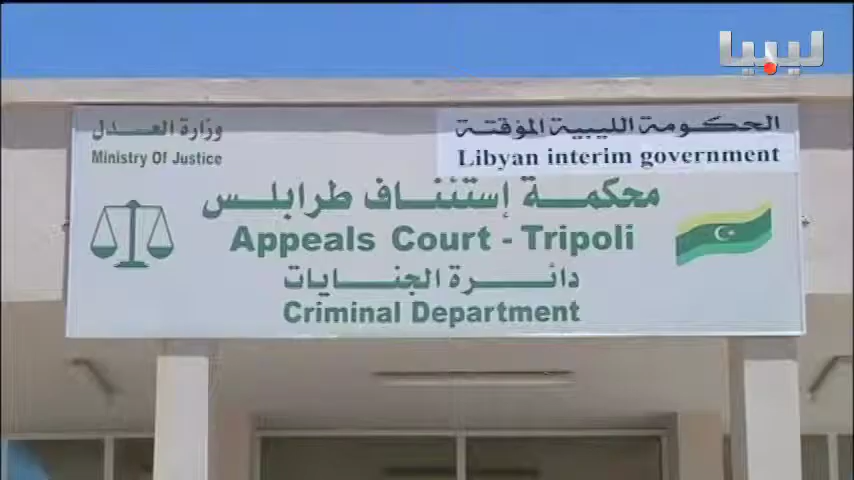 ليبيا
الحكومة الليبية المؤقتة
وزارة العدل
Libyan interim government
Ministry Of Justice
محكمة إستئناف طرابلس
Appeals Court - Tripoli
دائرة الجنايات
Criminal Department